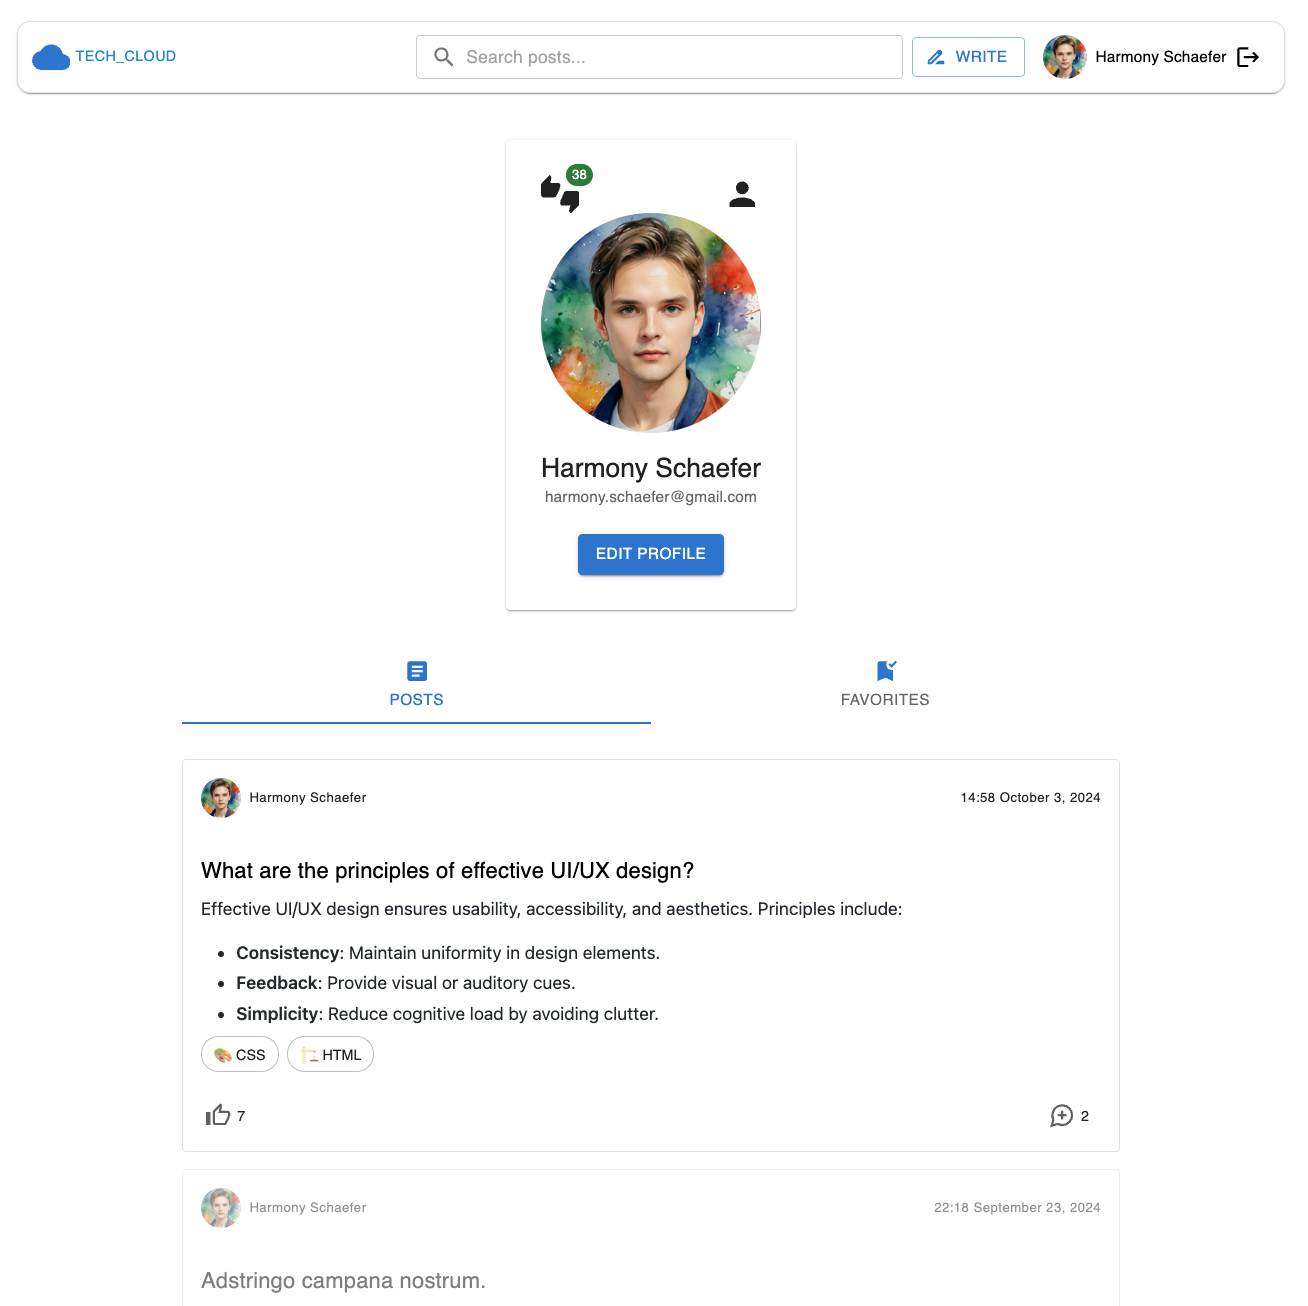 TECH_CLOUD
Search posts...
WRITE
Harmony Schaefer
38
Harmony Schaefer
harmony.schaefer@gmail.com
EDIT PROFILE
POSTS
FAVORITES
Harmony Schaefer
14:58 October 3, 2024
What are the principles of effective UI/UX design?
Effective UI/UX design ensures usability, accessibility, and aesthetics. Principles include:
• Consistency: Maintain uniformity in design elements.
• Feedback: Provide visual or auditory cues.
• Simplicity: Reduce cognitive load by avoiding clutter.
CSS HTML
7
2
Harmony Schaefer
22:18 September 23, 2024
Adstringo campana nostrum.